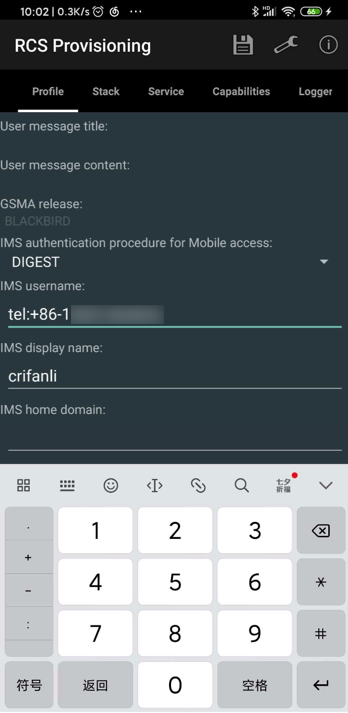 10:02 | 0.3K/s ...
HD 66
RCS Provisioning
Profile Stack Service Capabilities Logger
User message title:
User message content:
GSMA release:
BLACKBIRD
IMS authentication procedure for Mobile access:
DIGEST
IMS username:
tel:+86-1
IMS display name:
crifanli
IMS home domain:
七夕
祈福
. 1 2 3
+
- 4 5 6 *
: 7 8 9 #
符号 返回 0 空格